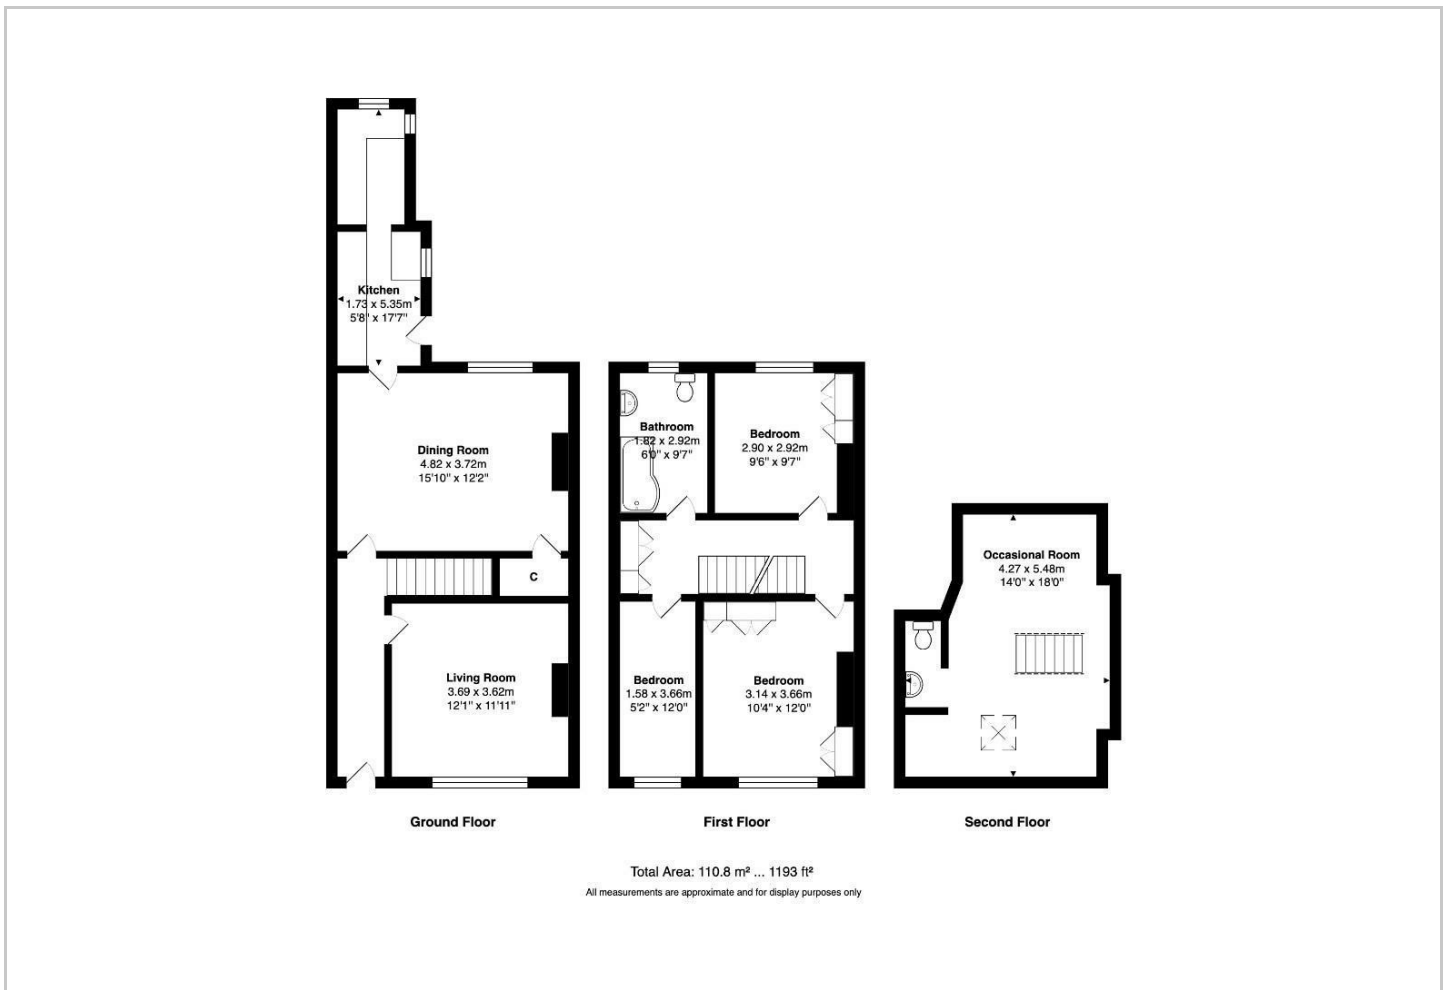 Kitchen
1.73 x 5.35m
5'8" x 17'7"
Dining Room
4.82 x 3.72m
15'10" x 12'2"
C
Living Room
3.69 x 3.62m
12'1" x 11'11"
Ground Floor
Bathroom
1.82 x 2.92m
6'0" x 9'7"
Bedroom
2.90 x 2.92m
9'6" x 9'7"
Bedroom
1.58 x 3.66m
5'2" x 12'0"
Bedroom
3.14 x 3.66m
10'4" x 12'0"
First Floor
Occasional Room
4.27 x 5.48m
14'0" x 18'0"
Second Floor
Total Area: 110.8 m² ... 1193 ft²
All measurements are approximate and for display purposes only